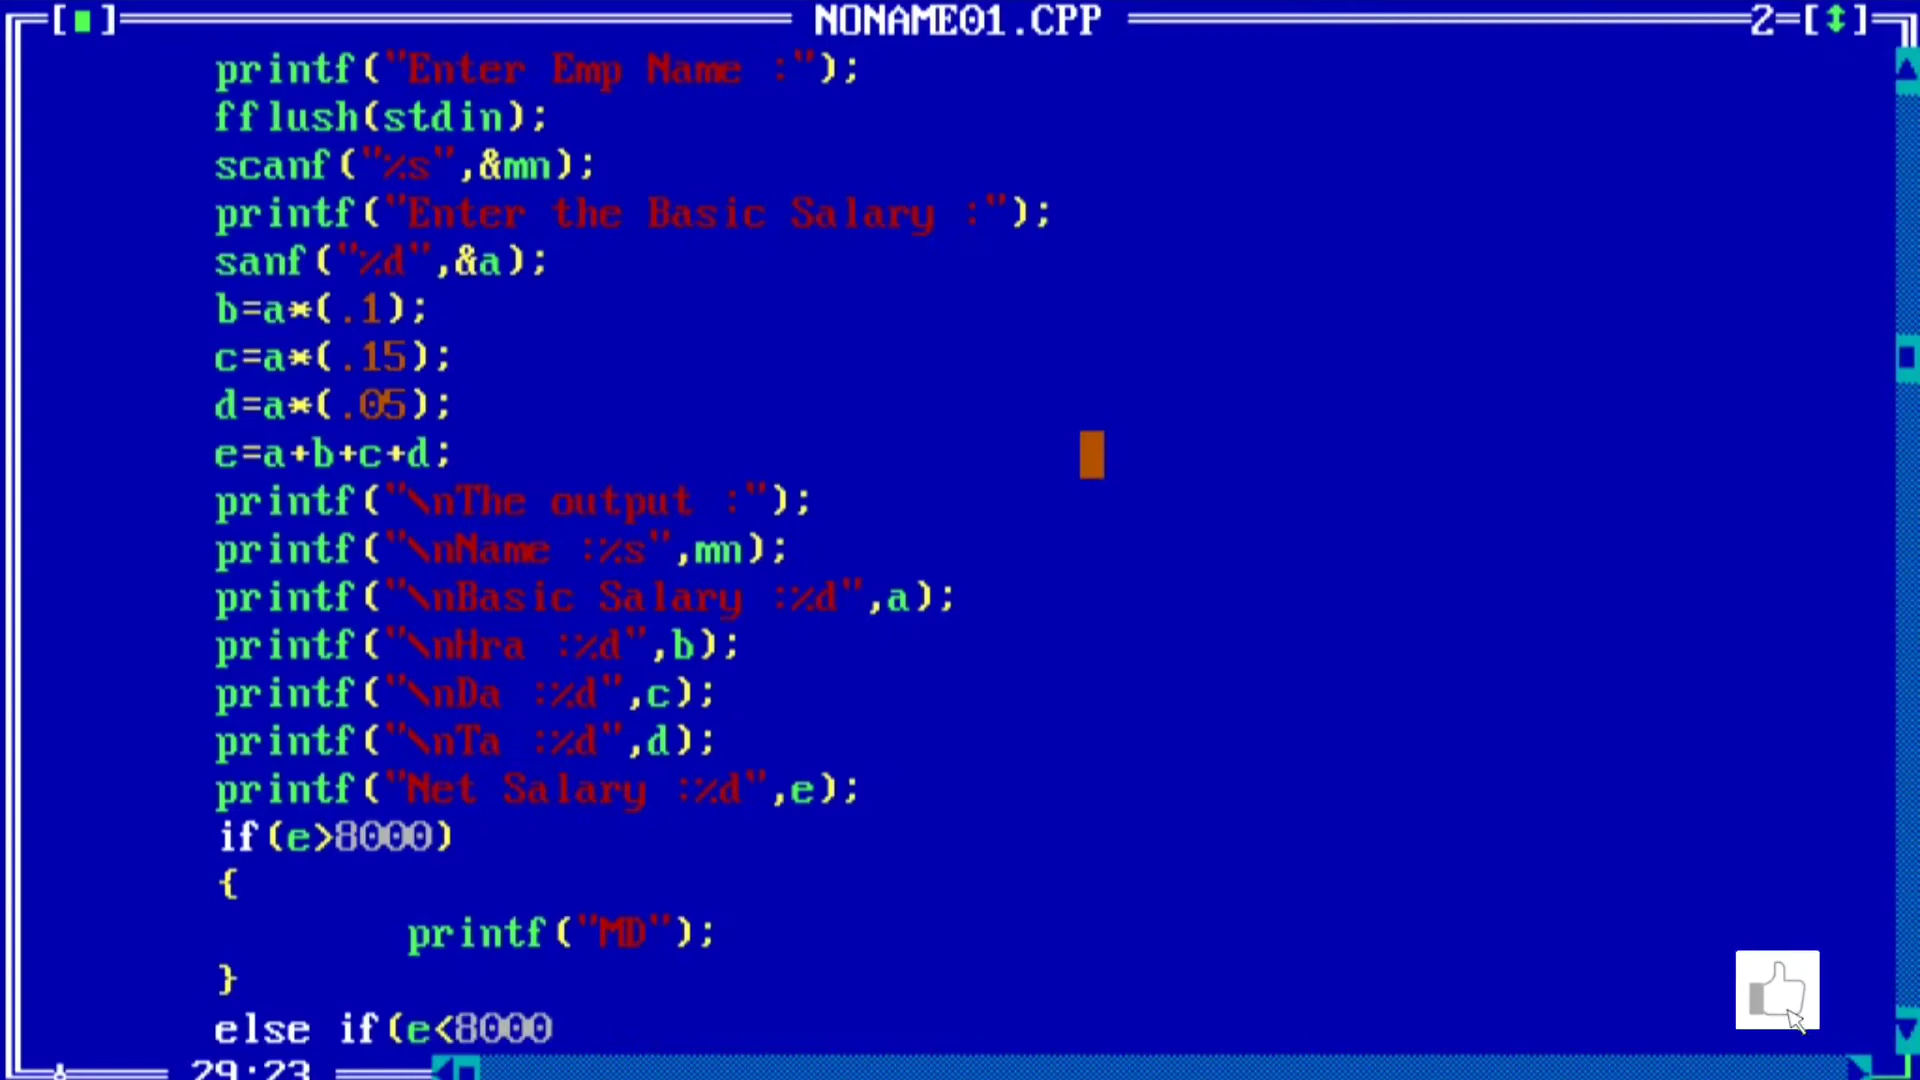 [■] NONAME01.CPP 2=[↕]
printf("Enter Emp Name :");
fflush(stdin);
scanf("%s",&mn);
printf("Enter the Basic Salary :");
sanf("%d",&a);
b=a*(.1);
c=a*(.15);
d=a*(.05);
e=a+b+c+d;
printf("\nThe output :");
printf("\nName :%s",mn);
printf("\nBasic Salary :%d",a);
printf("\nHra :%d",b);
printf("\nDa :%d",c);
printf("\nTa :%d",d);
printf("Net Salary :%d",e);
if(e>8000)
{
printf("MD");
}
else if(e<8000
29:23